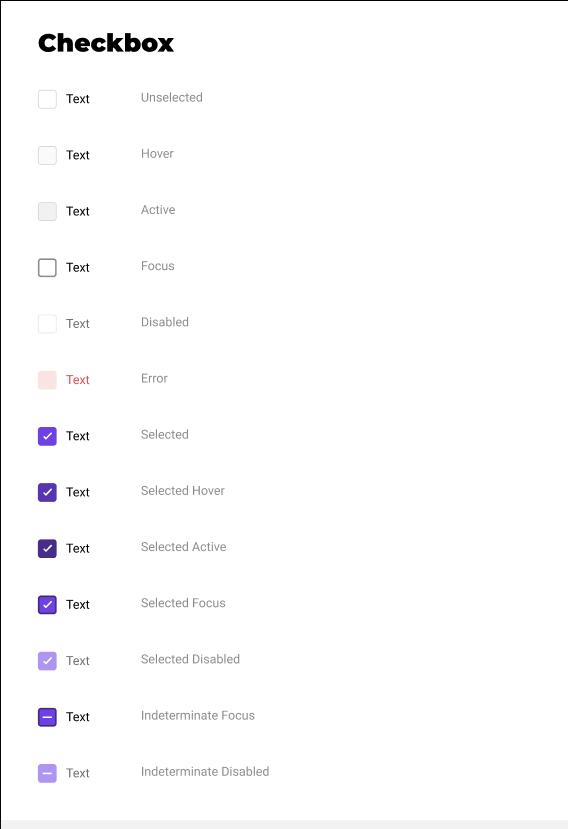 Checkbox
Text Unselected
Text Hover
Text Active
Text Focus
Text Disabled
Text Error
Text Selected
Text Selected Hover
Text Selected Active
Text Selected Focus
Text Selected Disabled
Text Indeterminate Focus
Text Indeterminate Disabled